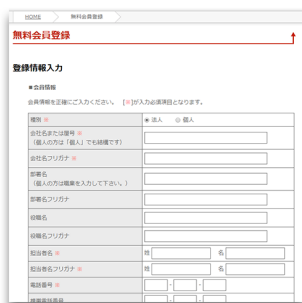 HOME 無料会員登録
無料会員登録
登録情報入力
■会員情報
会員情報を正確にご入力ください。 [※]が入力必須項目となります。
種別 ※ 法人 個人
会社名または屋号 ※
(個人の方は「個人」でも結構です)
会社名フリガナ ※
部署名
(個人の方は職業を入力して下さい。)
部署名フリガナ
役職名
役職名フリガナ
担当者名 ※ 姓 名
担当者名フリガナ ※ 姓 名
電話番号 ※ - -
携帯電話番号 - -